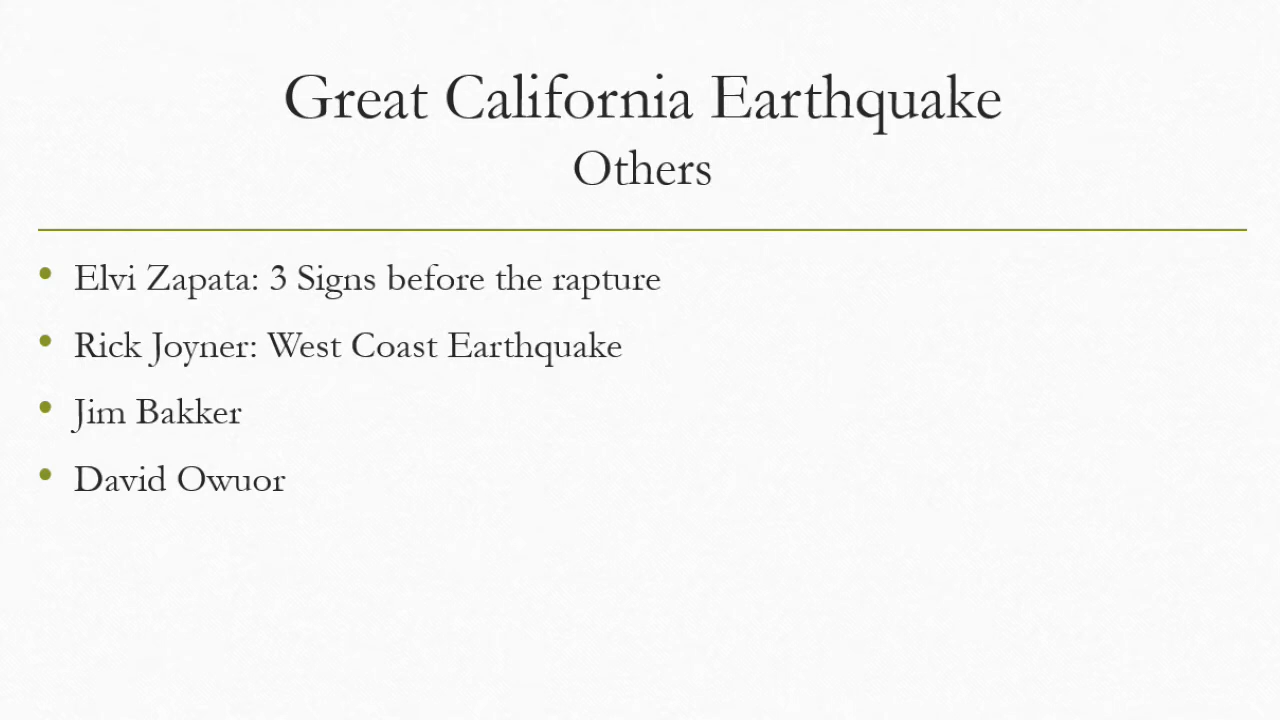 Great California Earthquake
Others
• Elvi Zapata: 3 Signs before the rapture
• Rick Joyner: West Coast Earthquake
• Jim Bakker
• David Owuor